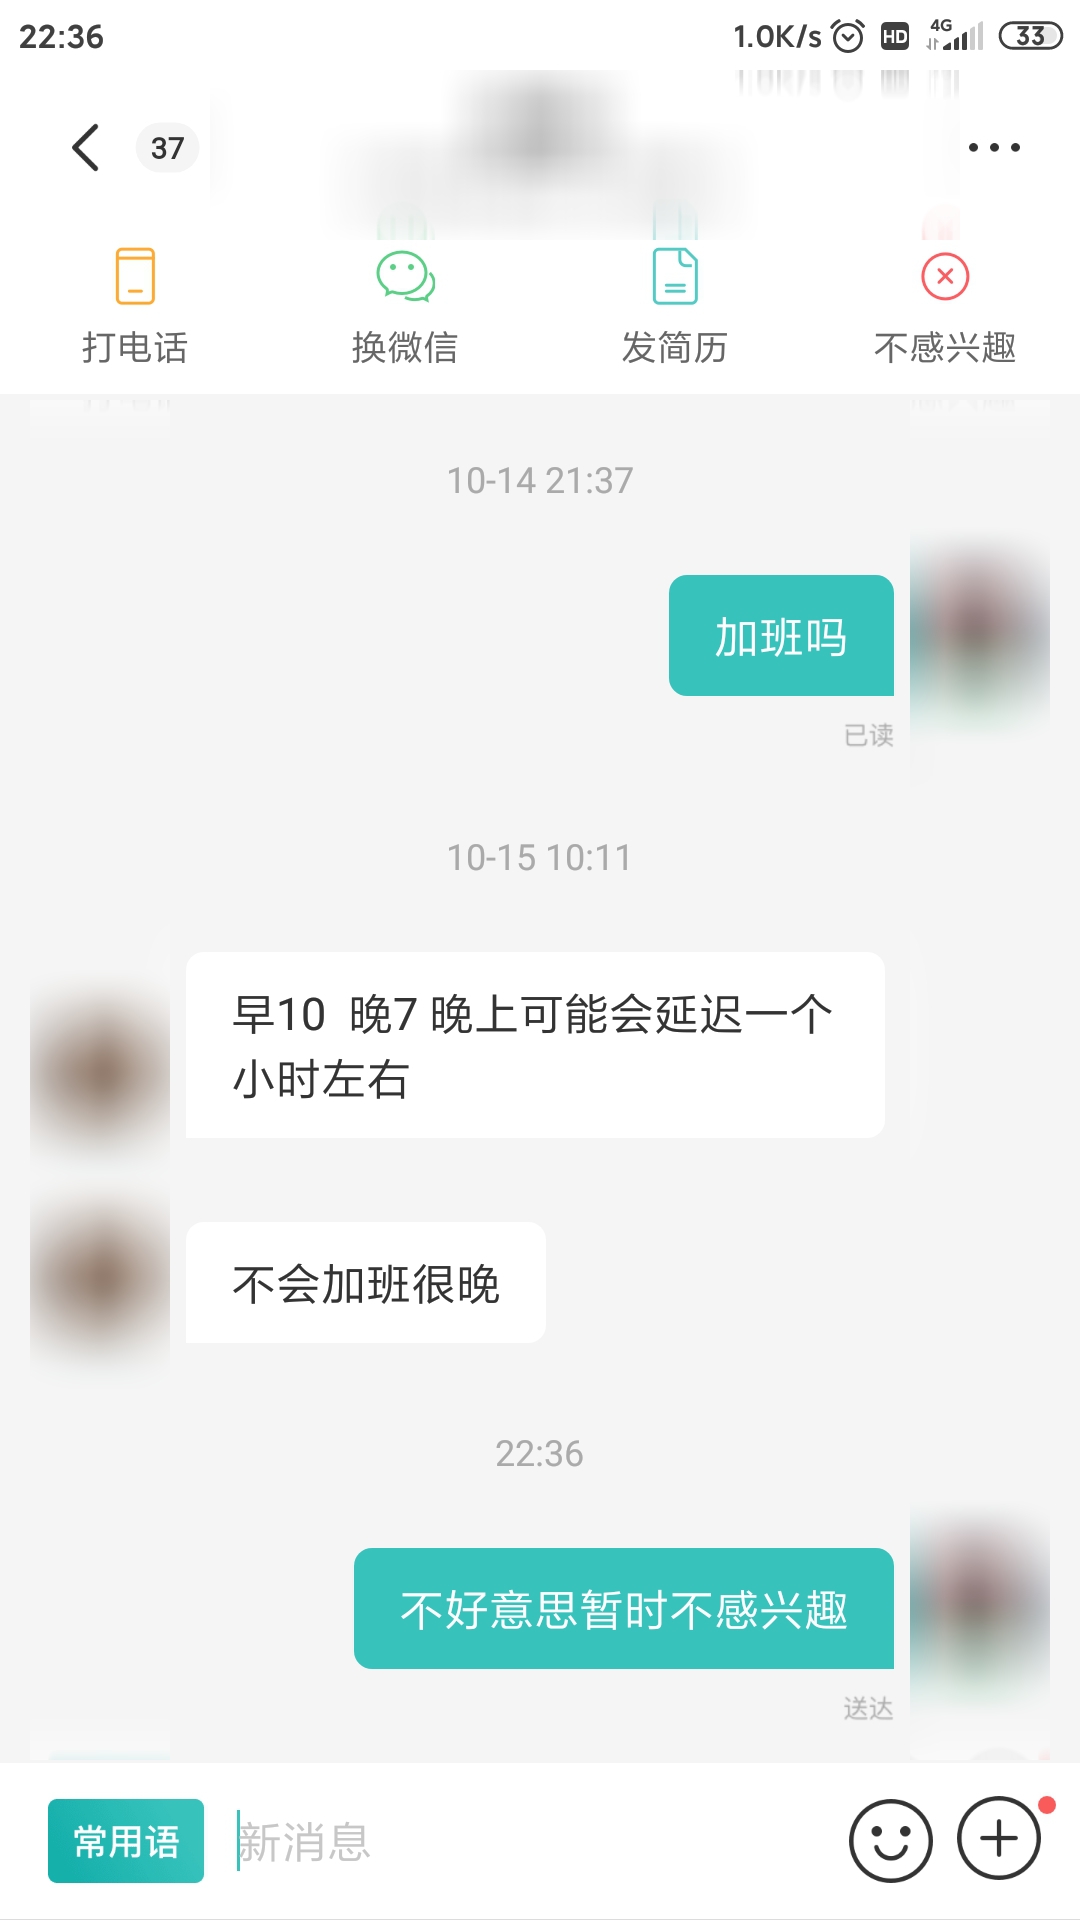 22:36 1.0K/s HD 4G 33
37
打电话 换微信 发简历 不感兴趣
10-14 21:37
加班吗
已读
10-15 10:11
早10 晚7 晚上可能会延迟一个
小时左右
不会加班很晚
22:36
不好意思暂时不感兴趣
送达
常用语 新消息